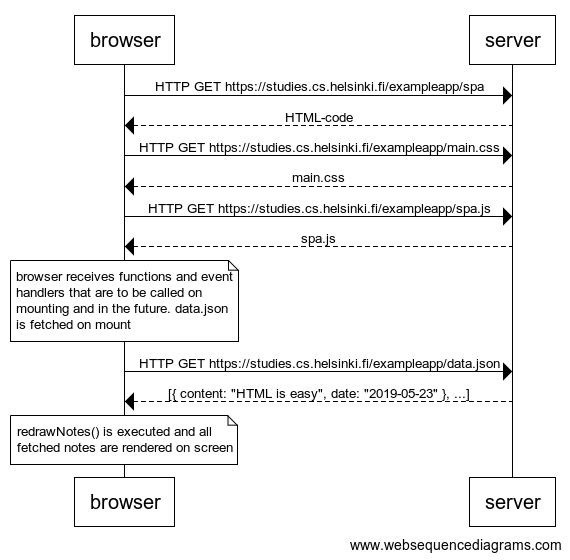 browser server
HTTP GET https://studies.cs.helsinki.fi/exampleapp/spa
HTML-code
HTTP GET https://studies.cs.helsinki.fi/exampleapp/main.css
main.css
HTTP GET https://studies.cs.helsinki.fi/exampleapp/spa.js
spa.js
browser receives functions and event
handlers that are to be called on
mounting and in the future. data.json
is fetched on mount
HTTP GET https://studies.cs.helsinki.fi/exampleapp/data.json
[{ content: "HTML is easy", date: "2019-05-23" }, ...]
redrawNotes() is executed and all
fetched notes are rendered on screen
browser server
www.websequencediagrams.com